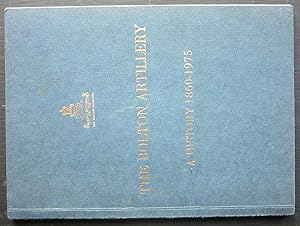 THE BOLTON ARTILLERY
A HISTORY 1860-1975